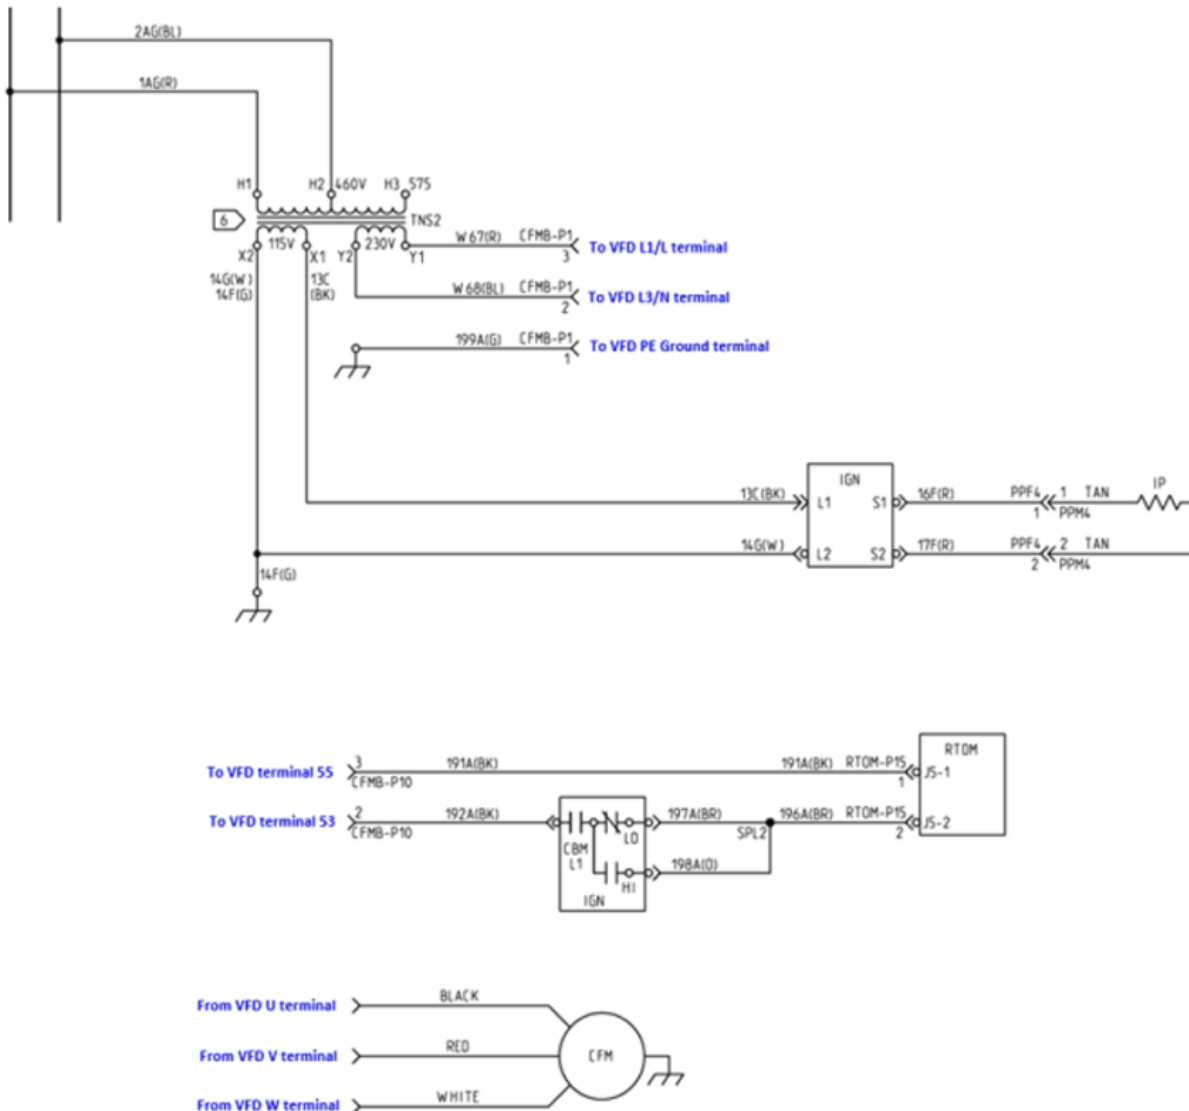 2AG(BL)
1AG(R)
H1 H2 460V H3 575
6 TNS2
115V 230V
X2 X1 Y2 Y1
W67(R) CFMB-P1
3
To VFD L1/L terminal
14G(W) 13C
14F(G) (BK)
W68(BL) CFMB-P1
2
To VFD L3/N terminal
199A(G) CFMB-P1
1
To VFD PE Ground terminal
IGN
13C(BK) L1 S1 16F(R) PPF4 1 TAN IP
1 PPM4
14G(W) L2 S2 17F(R) PPF4 2 TAN
2 PPM4
14F(G)
RTOM
To VFD terminal 55 3 191A(BK) 191A(BK) RTOM-P15 J5-1
CFMB-P10 1
To VFD terminal 53 2 192A(BK) 197A(BR) 196A(BR) RTOM-P15 J5-2
CFMB-P10 LO SPL2 2
CBM
L1 198A(O)
HI
IGN
From VFD U terminal BLACK
From VFD V terminal RED CFM
From VFD W terminal WHITE